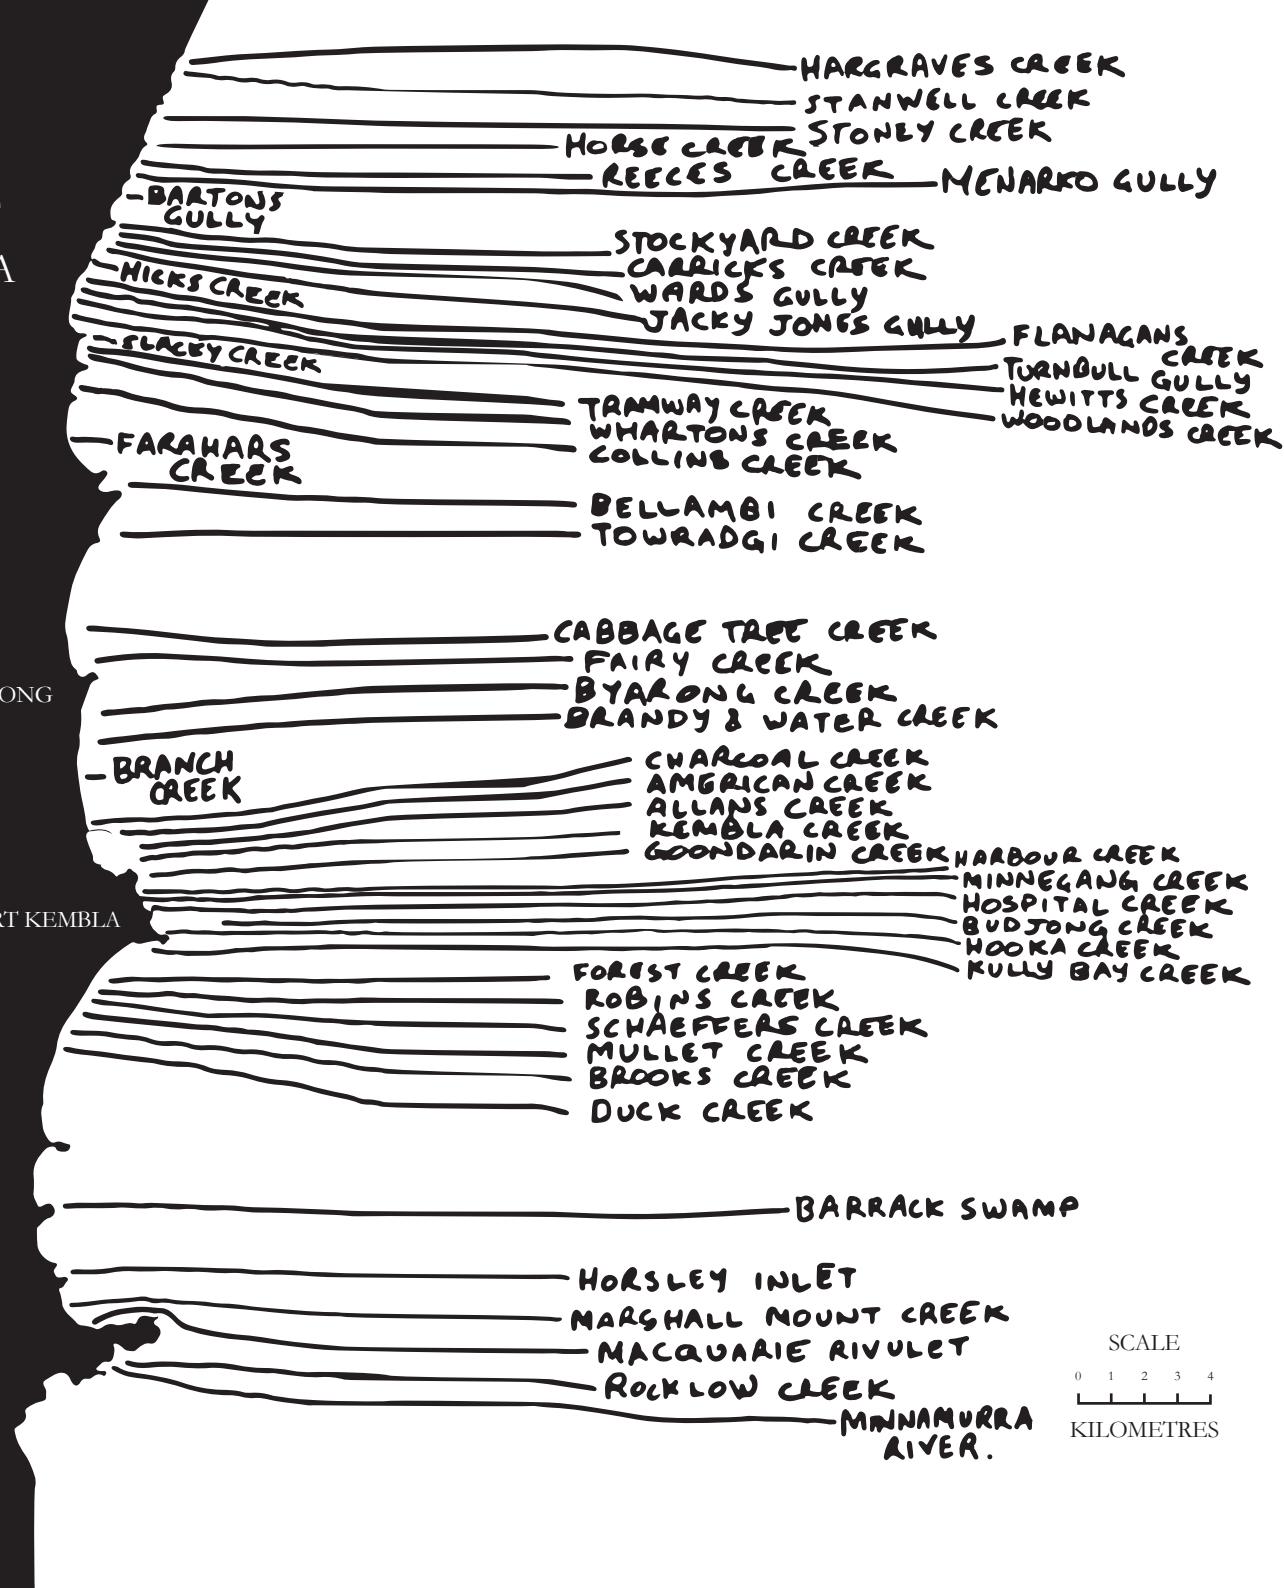 HARGRAVES CREEK
STANWELL CREEK
STONEY CREEK
HORSE CREEK
REECES CREEK
MENARKO GULLY
BARTONS
GULLY
STOCKYARD CREEK
CARRICKS CREEK
WARDS GULLY
JACKY JONES GULLY
A
HICKS CREEK
FLANAGANS
CREEK
TURNBULL GULLY
HEWITTS CREEK
WOODLANDS CREEK
SLACEY CREEK
TRAMWAY CREEK
WHARTONS CREEK
COLLINS CREEK
FARAHARS
CREEK
BELLAMBI CREEK
TOWRADGI CREEK
CABBAGE TREE CREEK
FAIRY CREEK
BYARONG CREEK
ONG
BRANDY & WATER CREEK
BRANCH
CREEK
CHARCOAL CREEK
AMERICAN CREEK
ALLANS CREEK
KEMBLA CREEK
GOONDARIN CREEK
HARBOUR CREEK
MINNEGANG CREEK
HOSPITAL CREEK
BUDJONG CREEK
HOOKA CREEK
KULLY BAY CREEK
RT KEMBLA
FOREST CREEK
ROBINS CREEK
SCHAEFFERS CREEK
MULLET CREEK
BROOKS CREEK
DUCK CREEK
BARRACK SWAMP
HORSLEY INLET
MARSHALL MOUNT CREEK
MACQUARIE RIVULET
ROCKLOW CREEK
MINNAMURRA
RIVER.
SCALE
0 1 2 3 4
KILOMETRES